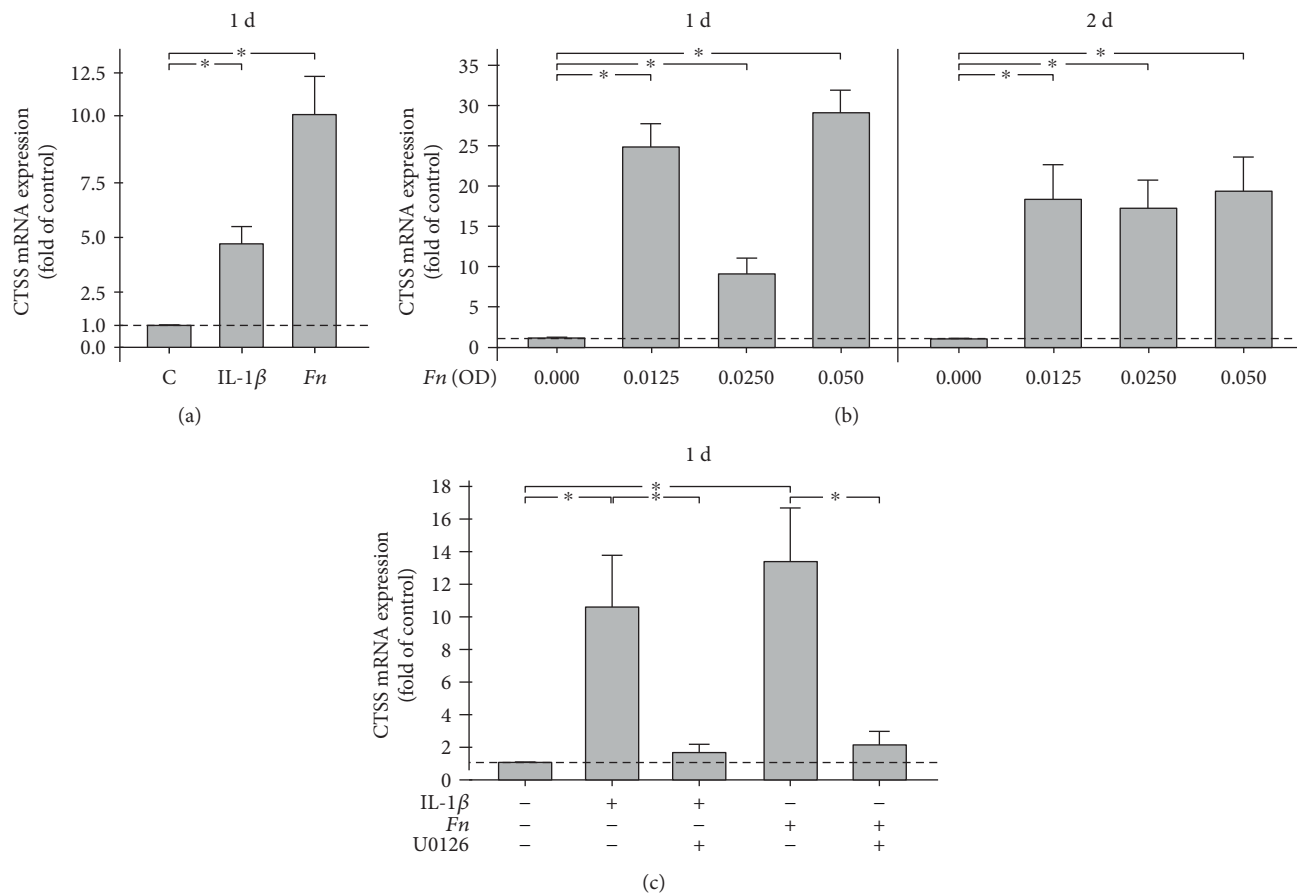 1 d
CTSS mRNA expression
(fold of control)
12.5
10.0
7.5
5.0
2.5
1.0
0.0
* *
C IL-1β Fn
(a)
1 d 2 d
CTSS mRNA expression
(fold of control)
35
30
25
20
15
10
5
0
* * *
* * *
Fn (OD) 0.000 0.0125 0.0250 0.050 0.000 0.0125 0.0250 0.050
(b)
1 d
CTSS mRNA expression
(fold of control)
18
16
14
12
10
8
6
4
2
0
*
* * *
IL-1β − + + − −
Fn − − − + +
U0126 − − + − +
(c)